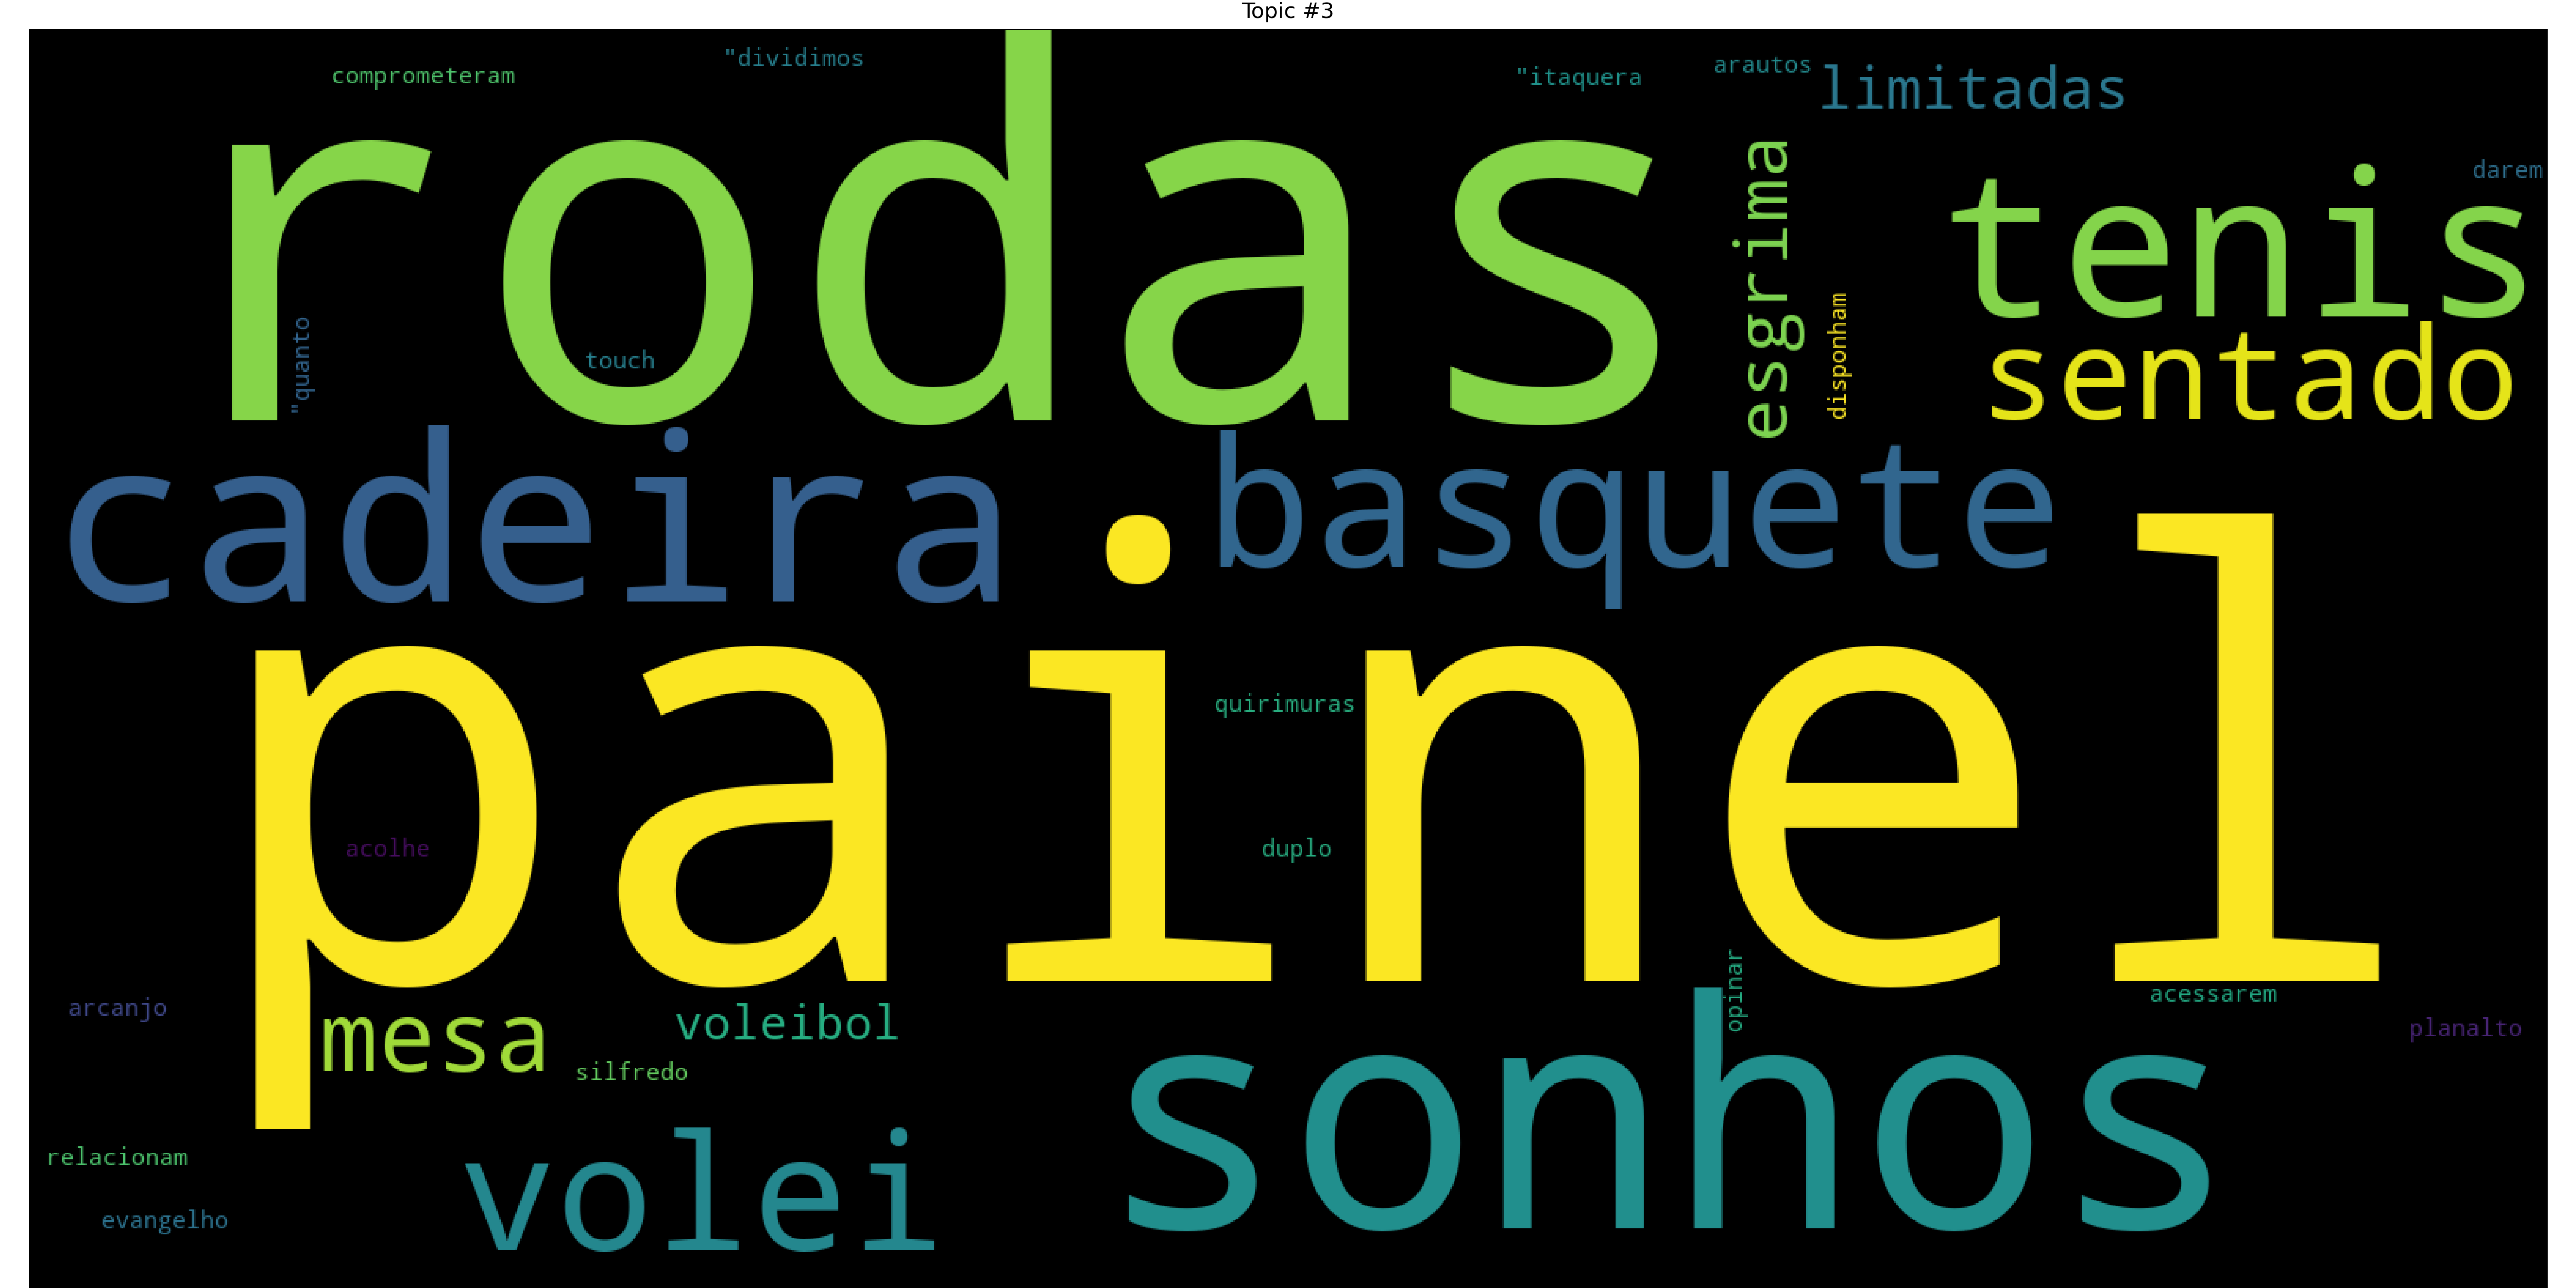 Topic #3
"dividimos
comprometeram
"itaquera
arautos
limitadas
rodas
esgrima
tenis
darem
"quanto
touch
disponham
sentado
cadeira
basquete
painel
quirimuras
acolhe
duplo
arcanjo
mesa
voleibol
silfredo
opinar
acessarem
planalto
sonhos
relacionam
volei
evangelho